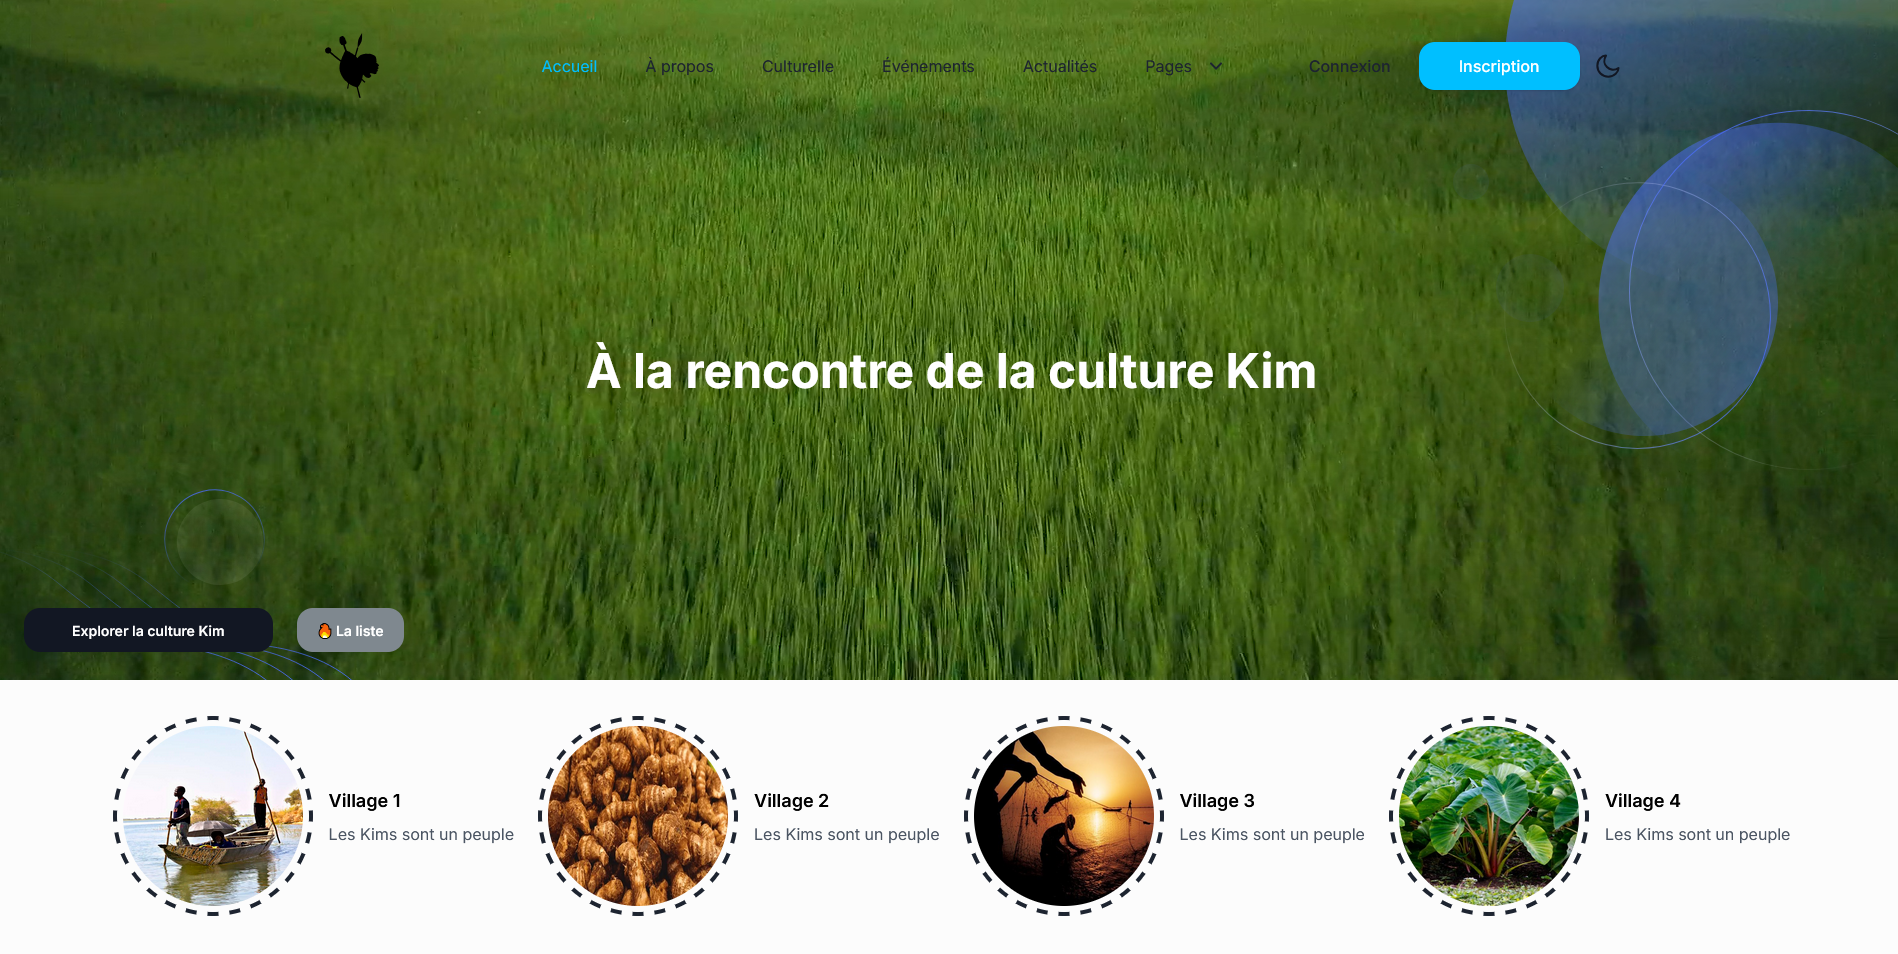 Accueil
À propos
Culturelle
Événements
Actualités
Pages
Connexion
Inscription
À la rencontre de la culture Kim
Explorer la culture Kim
🔥 La liste
Village 1
Les Kims sont un peuple
Village 2
Les Kims sont un peuple
Village 3
Les Kims sont un peuple
Village 4
Les Kims sont un peuple